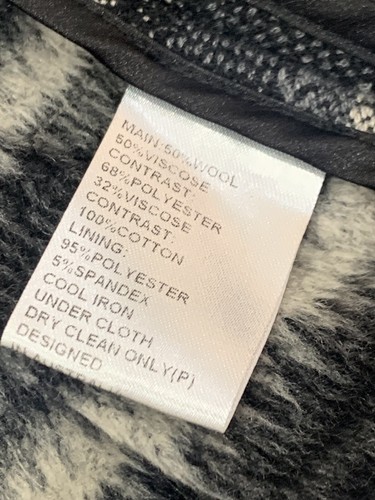 MAIN:50%WOOL
50%VISCOSE
CONTRAST:
68%POLYESTER
32%VISCOSE
CONTRAST:
100%COTTON
LINING:
95%POLYESTER
5%SPANDEX
COOL IRON
UNDER CLOTH
DRY CLEAN ONLY(P)
DESIGNED